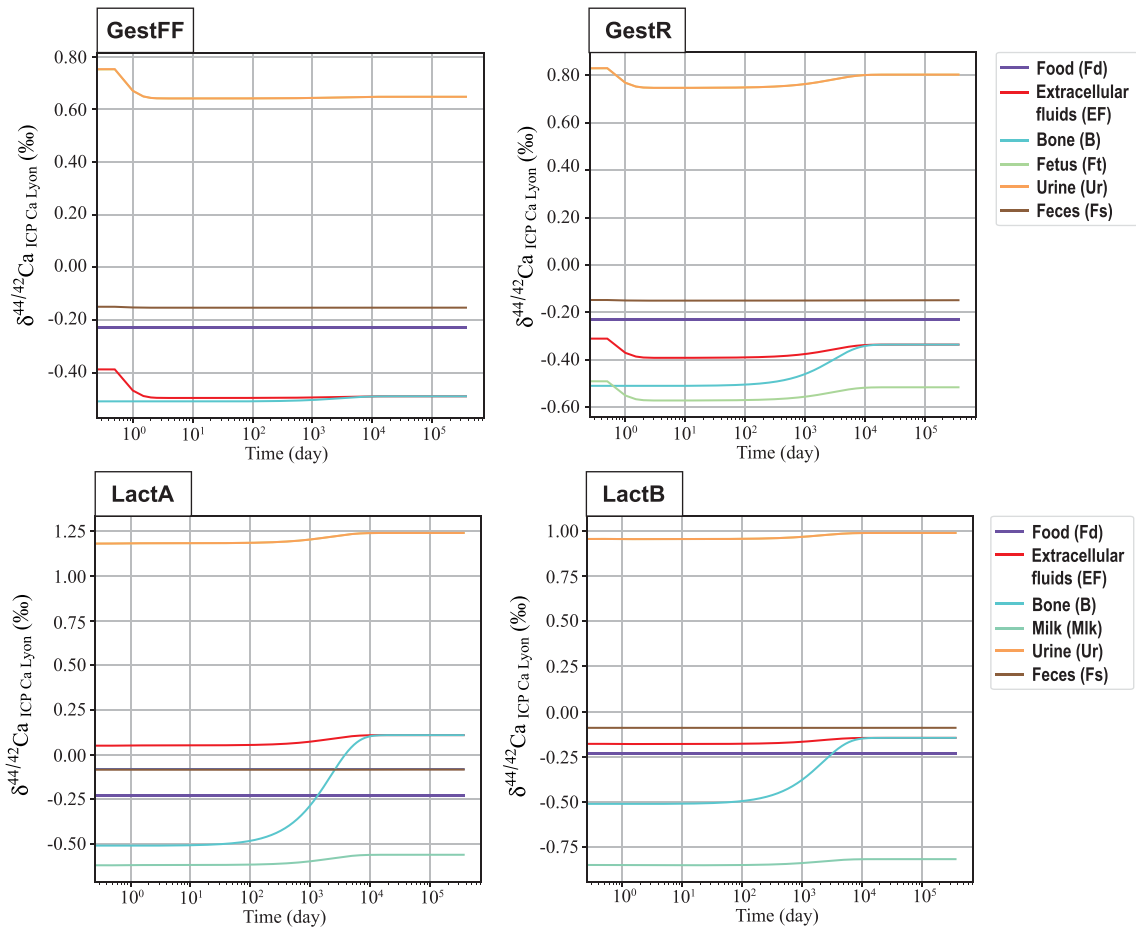 GestFF
GestR
0.80
0.60
0.40
0.20
0.00
-0.20
-0.40
δ44/42Ca ICP Ca Lyon (‰)
10⁰ 10¹ 10² 10³ 10⁴ 10⁵
Time (day)
0.80
0.60
0.40
0.20
0.00
-0.20
-0.40
-0.60
δ44/42Ca ICP Ca Lyon (‰)
10⁰ 10¹ 10² 10³ 10⁴ 10⁵
Time (day)
Food (Fd)
Extracellular
fluids (EF)
Bone (B)
Fetus (Ft)
Urine (Ur)
Feces (Fs)
LactA
LactB
1.25
1.00
0.75
0.50
0.25
0.00
-0.25
-0.50
δ44/42Ca ICP Ca Lyon (‰)
10⁰ 10¹ 10² 10³ 10⁴ 10⁵
Time (day)
1.00
0.75
0.50
0.25
0.00
-0.25
-0.50
-0.75
δ44/42Ca ICP Ca Lyon (‰)
10⁰ 10¹ 10² 10³ 10⁴ 10⁵
Time (day)
Food (Fd)
Extracellular
fluids (EF)
Bone (B)
Milk (Mlk)
Urine (Ur)
Feces (Fs)